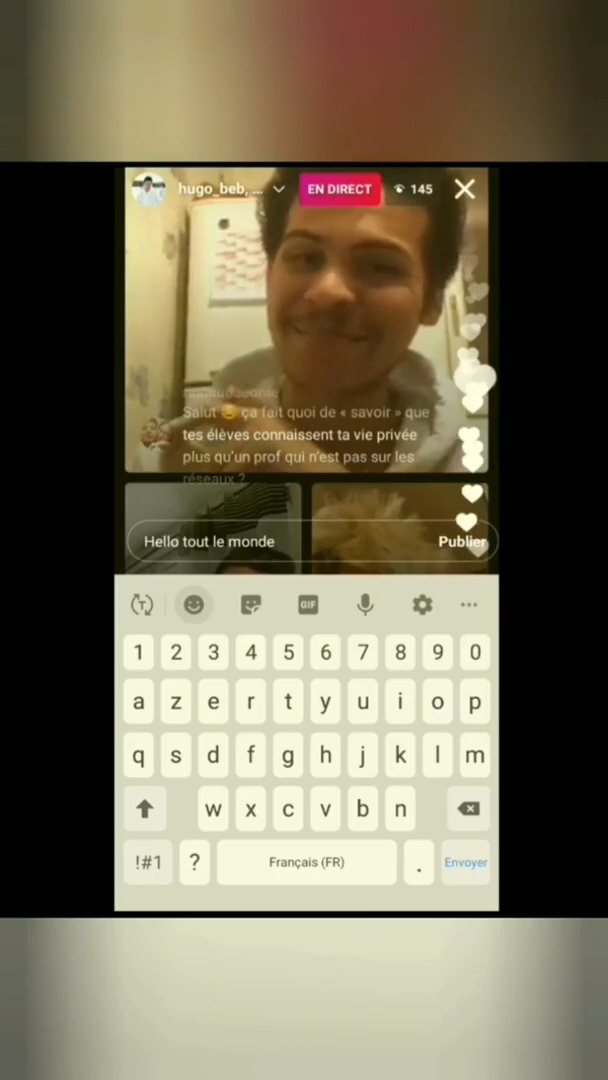 hugo_beb, ...
EN DIRECT
145
Salut 😉 ça fait quoi de « savoir » que
tes élèves connaissent ta vie privée
plus qu'un prof qui n'est pas sur les
réseaux ?
Hello tout le monde
Publier
GIF
1 2 3 4 5 6 7 8 9 0
a z e r t y u i o p
q s d f g h j k l m
w x c v b n
!#1 ? Français (FR) . Envoyer